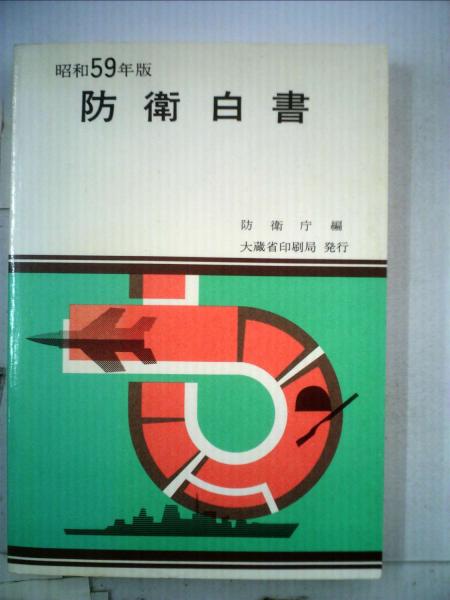 昭和59年版
防衛白書
防衛庁編
大蔵省印刷局 発行